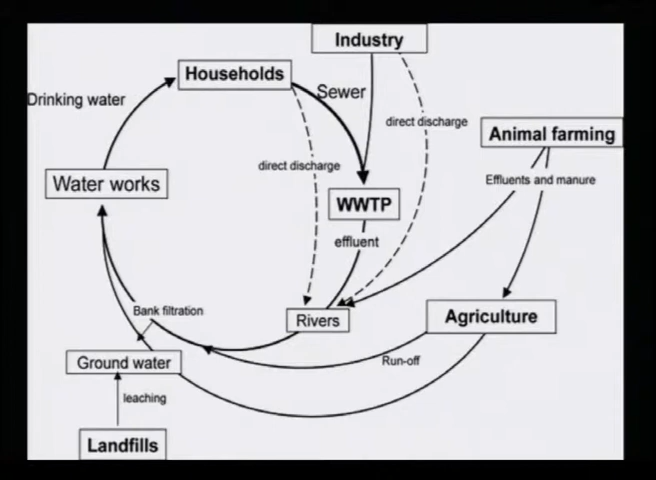 Industry
Households
Sewer
Drinking water
direct discharge
Animal farming
direct discharge
Effluents and manure
Water works
WWTP
effluent
Bank filtration
Rivers
Agriculture
Ground water
Run-off
leaching
Landfills